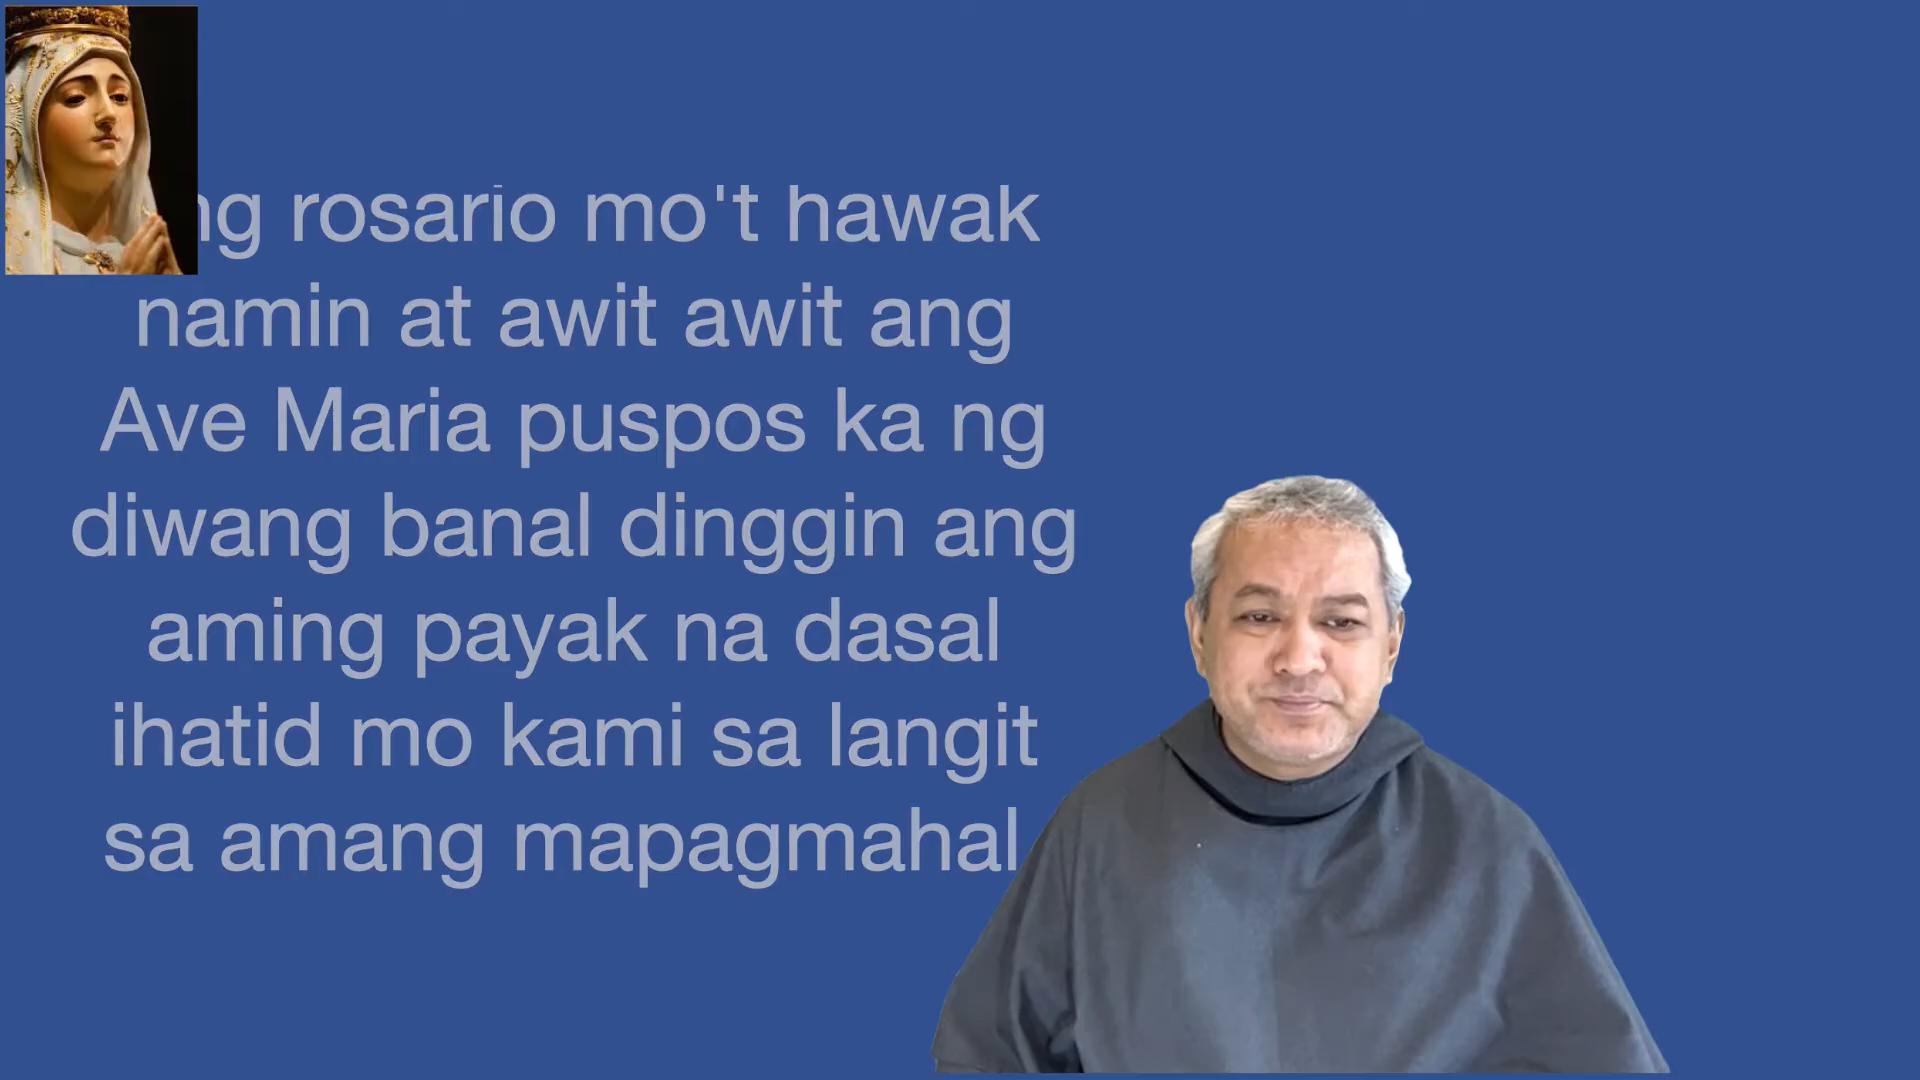 rosario mo't hawak
namin at awit awit ang
Ave Maria puspos ka ng
diwang banal dinggin ang
aming payak na dasal
ihatid mo kami sa langit
sa amang mapagmahal